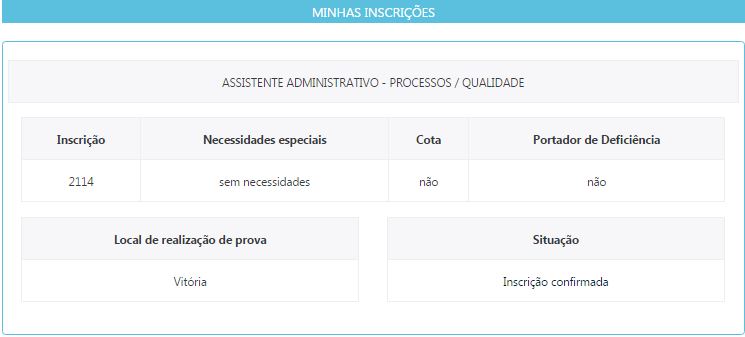 MINHAS INSCRIÇÕES
ASSISTENTE ADMINISTRATIVO - PROCESSOS / QUALIDADE
Inscrição Necessidades especiais Cota Portador de Deficiência
2114 sem necessidades não não
Local de realização de prova Situação
Vitória Inscrição confirmada